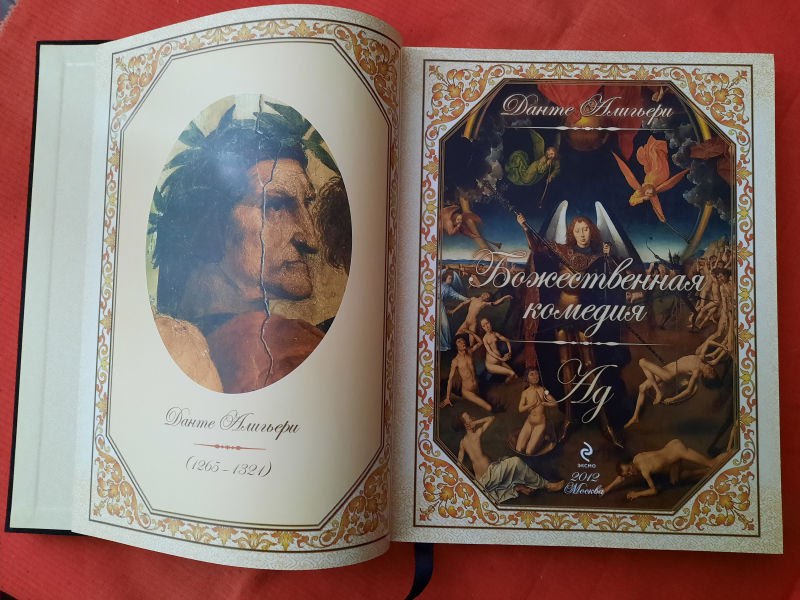 Данте Алигьери
(1265 – 1321)
Данте Алигьери
Божественная
комедия
Ад
ЭКСМО
2012
Москва